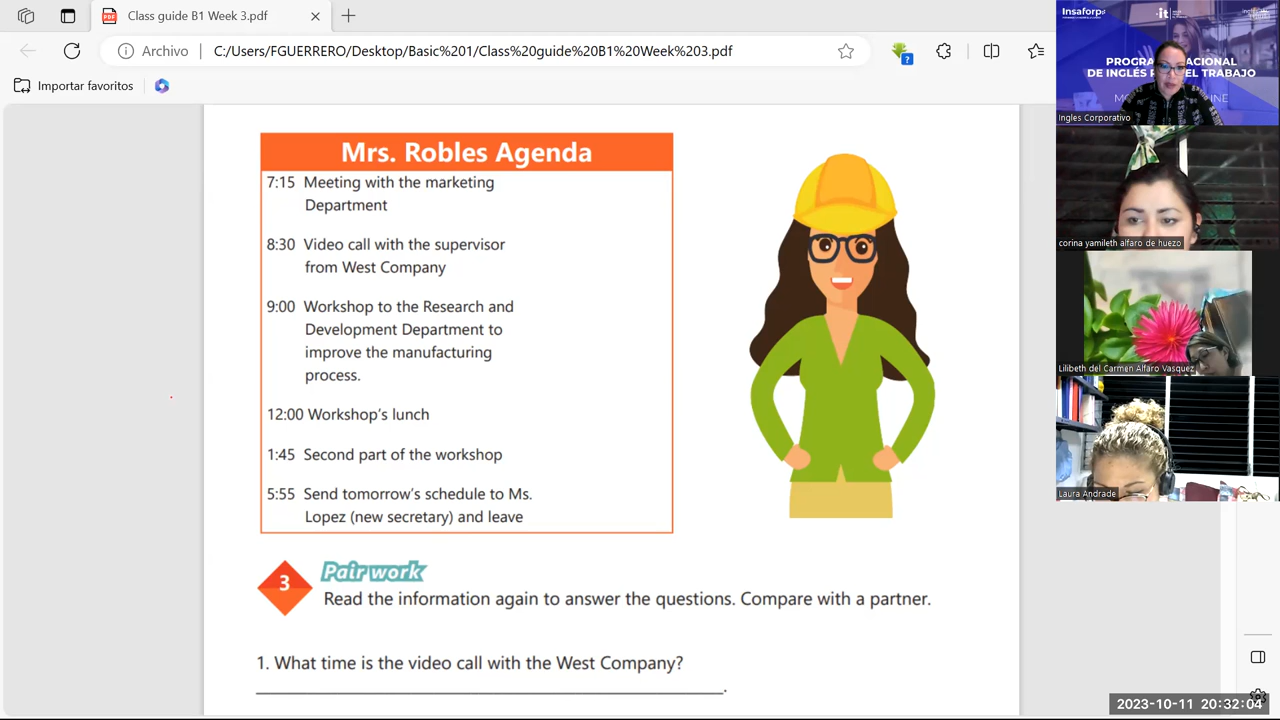 Class guide B1 Week 3.pdf
Archivo
C:/Users/FGUERRERO/Desktop/Basic%201/Class%20guide%20B1%20Week%203.pdf
Importar favoritos
Mrs. Robles Agenda
7:15 Meeting with the marketing
Department
8:30 Video call with the supervisor
from West Company
9:00 Workshop to the Research and
Development Department to
improve the manufacturing
process.
12:00 Workshop's lunch
1:45 Second part of the workshop
5:55 Send tomorrow's schedule to Ms.
Lopez (new secretary) and leave
3
Pair work
Read the information again to answer the questions. Compare with a partner.
1. What time is the video call with the West Company?
Insaforp
Ingles Corporativo
corina yamileth alfaro de huezo
Lilibeth del Carmen Alfaro Vasquez
Laura Andrade
2023-10-11 20:32:04